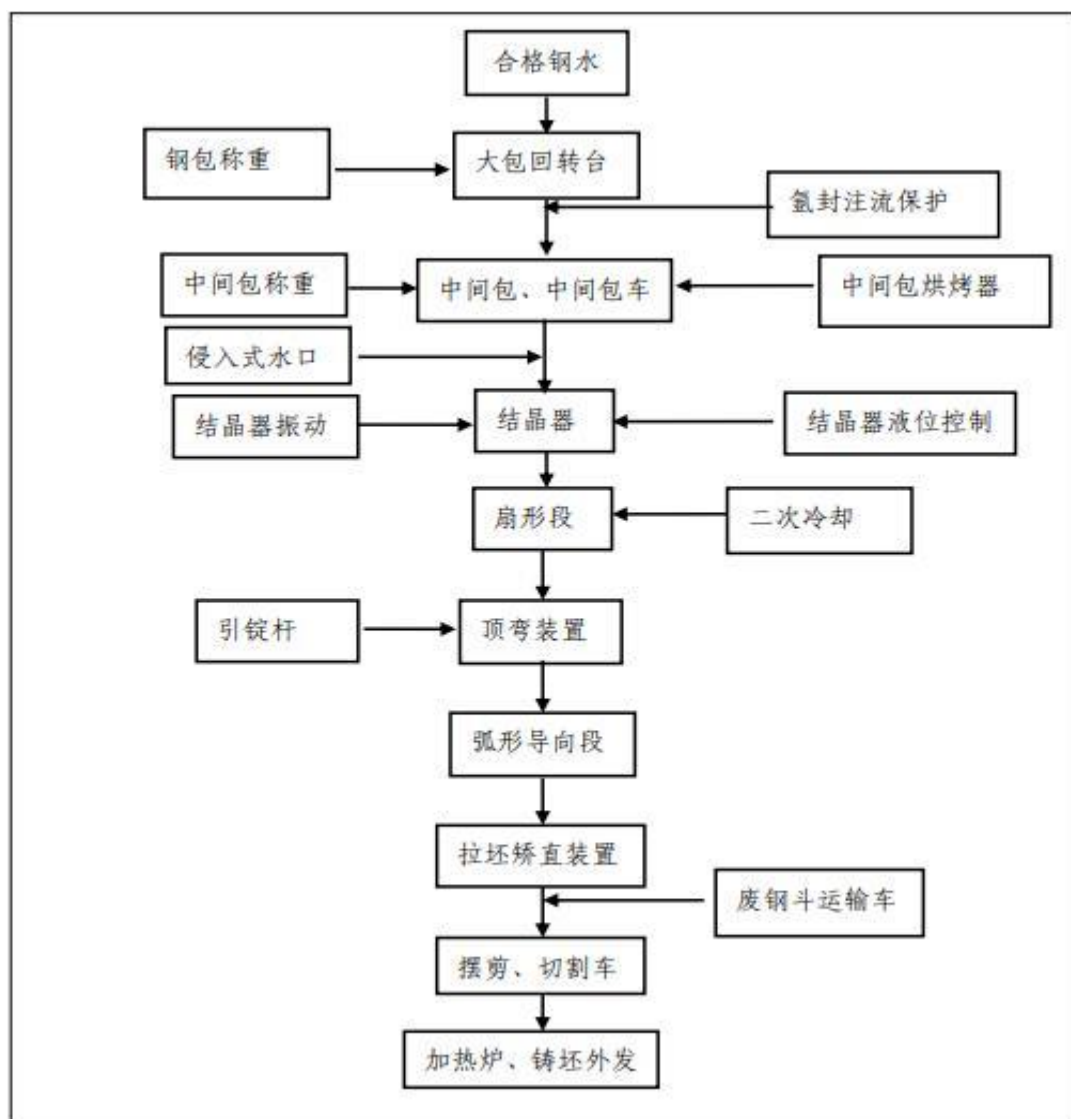 合格钢水
钢包称重
大包回转台
氩封注流保护
中间包称重
中间包、中间包车
中间包烘烤器
侵入式水口
结晶器振动
结晶器
结晶器液位控制
扇形段
二次冷却
引锭杆
顶弯装置
弧形导向段
拉坯矫直装置
废钢斗运输车
摆剪、切割车
加热炉、铸坯外发